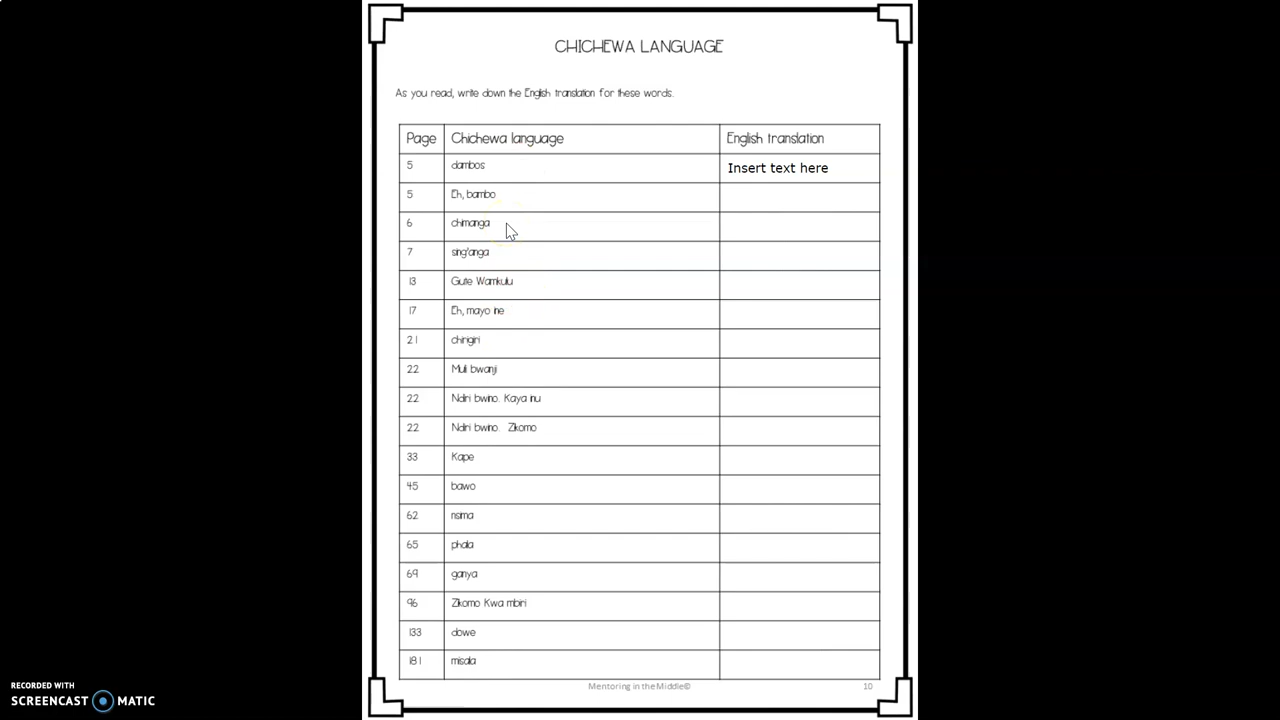 CHICHEWA LANGUAGE
As you read, write down the English translation for these words.
Page Chichewa language English translation
5 dambos Insert text here
5 Eh, bambo
6 chimanga
7 sing'anga
13 Gule Wamkulu
17 Eh, mayo ine
21 chirigiri
22 Muli bwanji
22 Ndiri bwino. Kaya inu
22 Ndiri bwino. Zikomo
33 Kape
45 bawo
62 nsima
65 phala
69 ganya
96 Zikomo Kwa mbiri
133 dowe
181 misala
Mentoring in the Middle© 10
RECORDED WITH
SCREENCAST MATIC